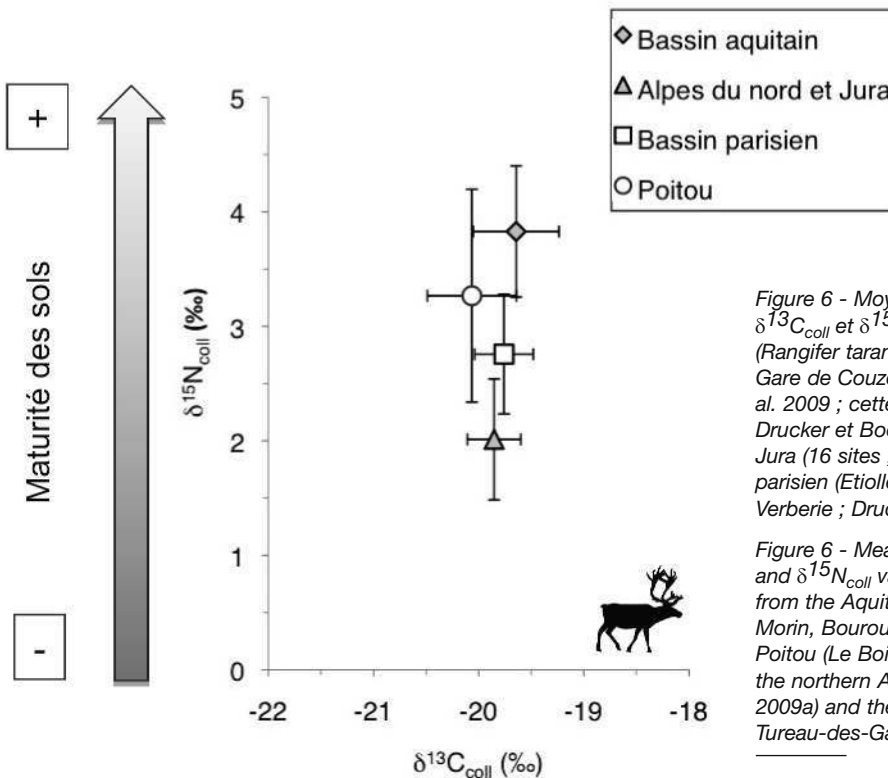 Bassin aquitain
Alpes du nord et Jura
Bassin parisien
Poitou
+
-
Maturité des sols
δ15Ncoll (‰)
5
4
3
2
1
0
-22
-21
-20
-19
-18
δ13Ccoll (‰)
Figure 6 - Moy
δ13Ccoll et δ15
(Rangifer taran
Gare de Couze
al. 2009 ; cette
Drucker et Boc
Jura (16 sites ,
parisien (Etiolle
Verberie ; Druc
Figure 6 - Mea
and δ15Ncoll va
from the Aquit
Morin, Bourou
Poitou (Le Boi
the northern A
2009a) and the
Tureau-des-Ga